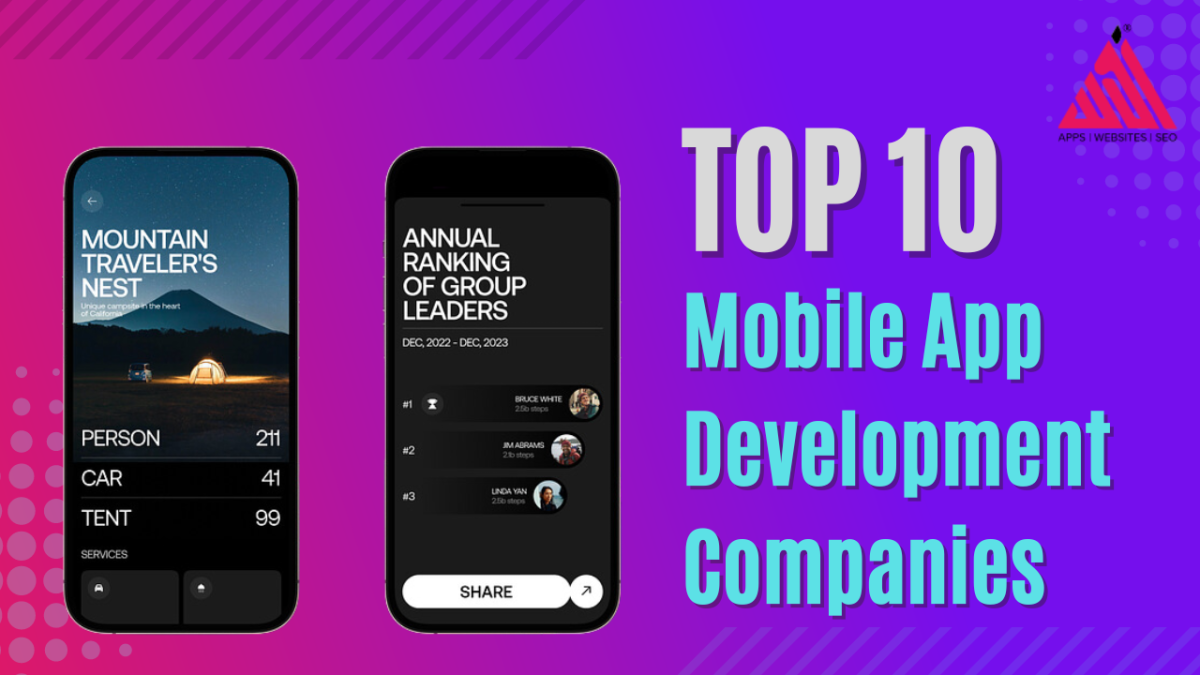 ®
APPS | WEBSITES | SEO
TOP 10
Mobile App
Development
Companies
MOUNTAIN
TRAVELER'S
NEST
Unique campsite in the heart
of California
PERSON 211
CAR 41
TENT 99
SERVICES
ANNUAL
RANKING
OF GROUP
LEADERS
DEC, 2022 - DEC, 2023
#1 BRUCE WHITE
2.5b steps
#2 JIM ABRAMS
2.1b steps
#3 LINDA YAN
2.5b steps
SHARE